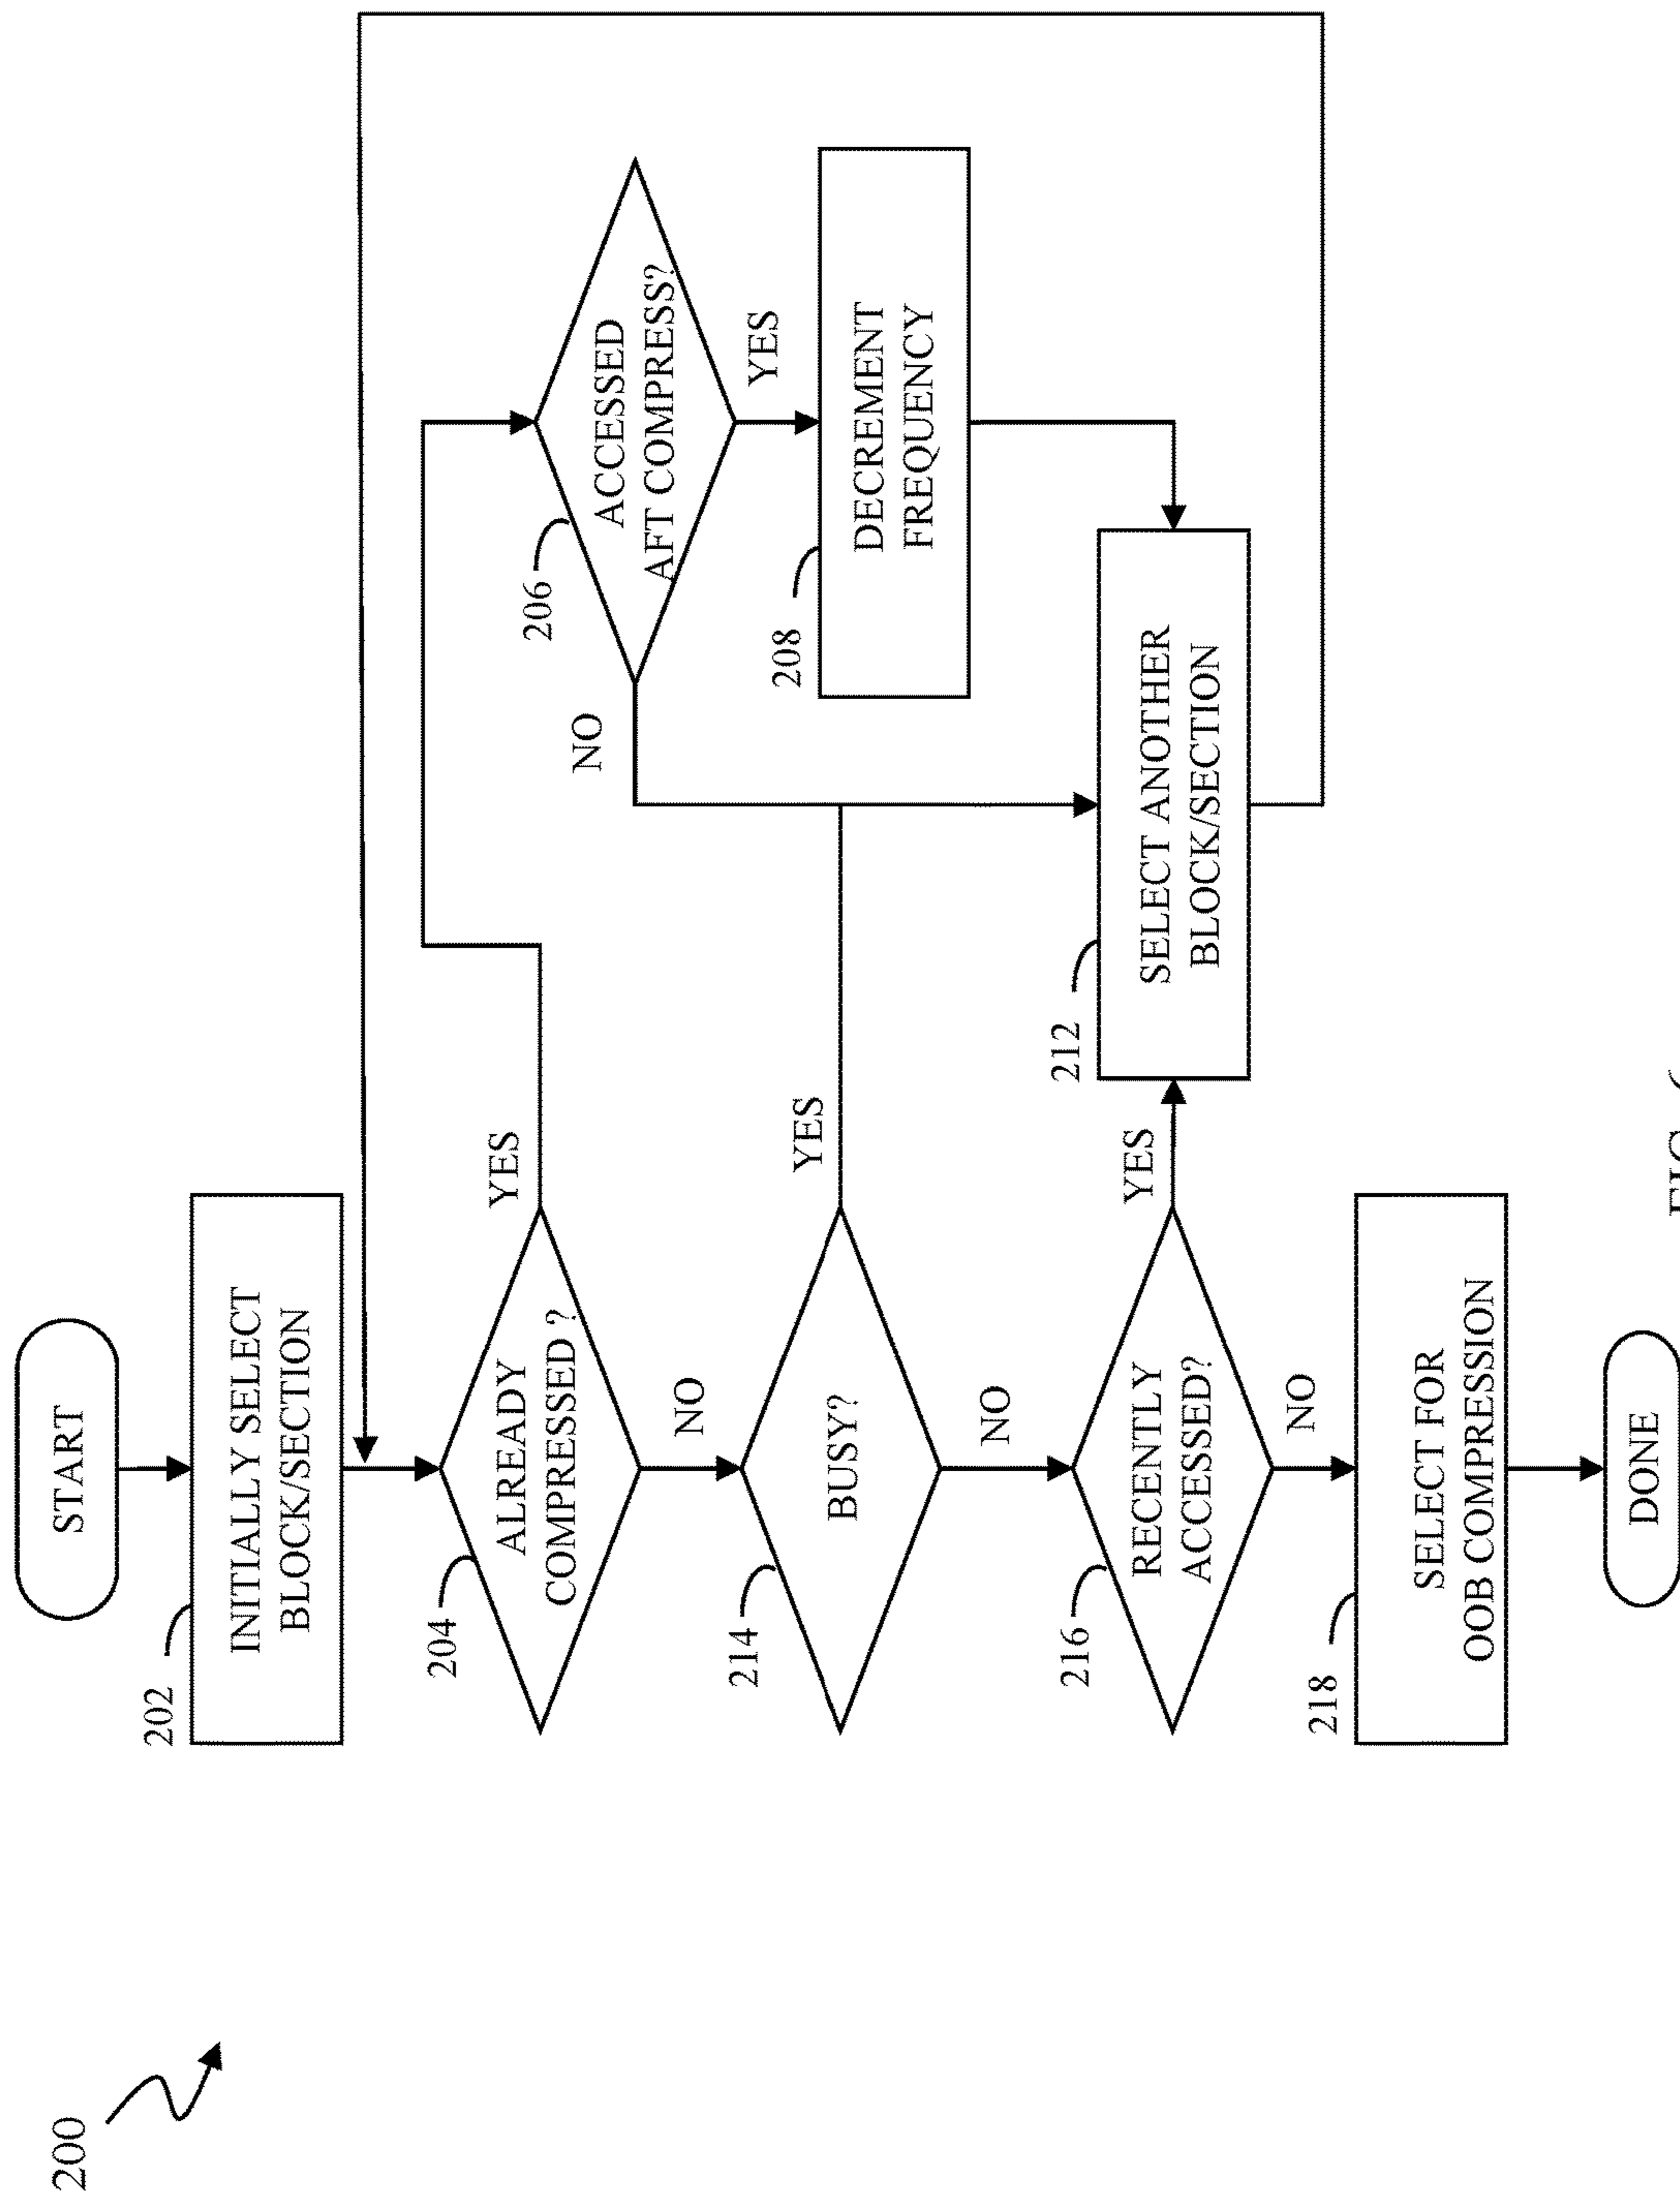 200
START
202
INITIALLY SELECT
BLOCK/SECTION
204
ALREADY
COMPRESSED ?
YES
NO
206
ACCESSED
AFT COMPRESS?
NO
YES
208
DECREMENT
FREQUENCY
214
BUSY?
YES
NO
212
SELECT ANOTHER
BLOCK/SECTION
216
RECENTLY
ACCESSED?
YES
NO
218
SELECT FOR
OOB COMPRESSION
DONE